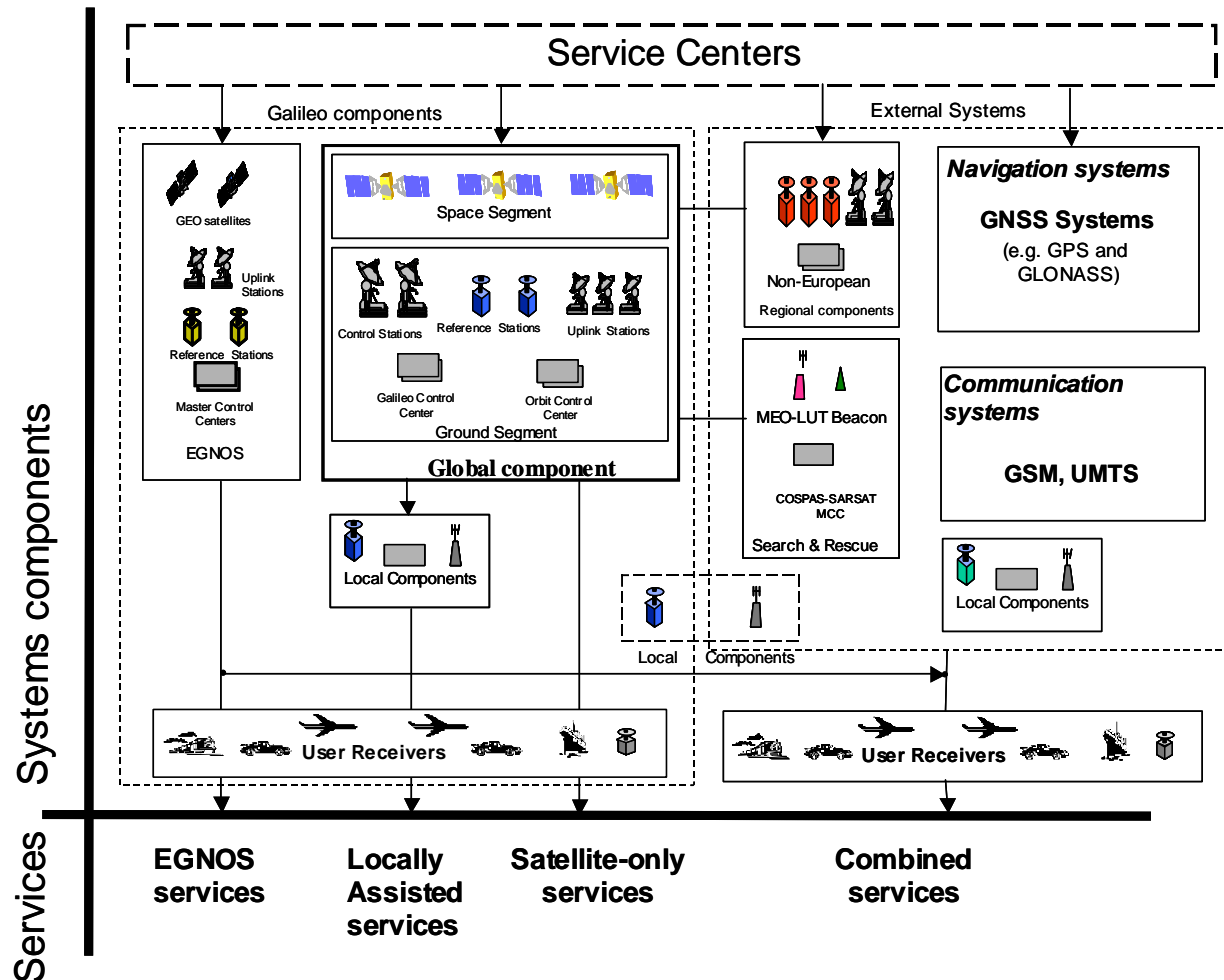 Service Centers
Galileo components
External Systems
GEO satellites
Uplink
Stations
Reference Stations
Master Control
Centers
EGNOS
Space Segment
Control Stations
Reference Stations
Uplink Stations
Galileo Control
Center
Orbit Control
Center
Ground Segment
Global component
Local Components
Non-European
Regional components
MEO-LUT Beacon
COSPAS-SARSAT
MCC
Search & Rescue
Navigation systems
GNSS Systems
(e.g. GPS and
GLONASS)
Communication
systems
GSM, UMTS
Local Components
Local Components
User Receivers
User Receivers
Systems components
Services
EGNOS
services
Locally
Assisted
services
Satellite-only
services
Combined
services